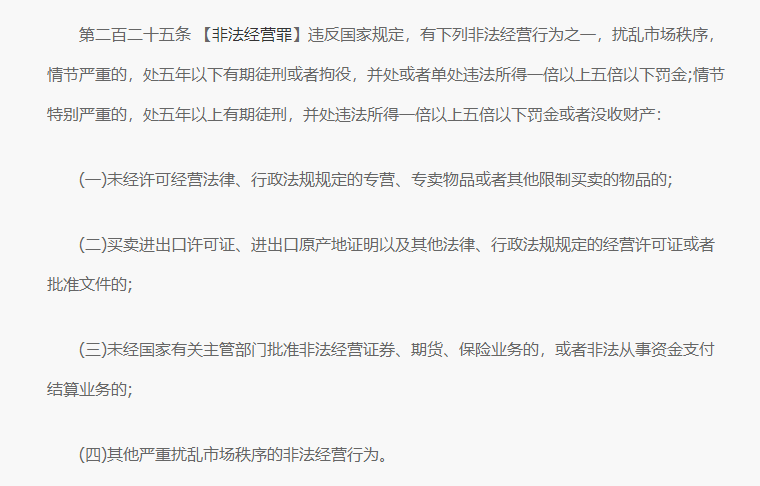 第二百二十五条 【非法经营罪】违反国家规定，有下列非法经营行为之一，扰乱市场秩序，
情节严重的，处五年以下有期徒刑或者拘役，并处或者单处违法所得一倍以上五倍以下罚金;情节
特别严重的，处五年以上有期徒刑，并处违法所得一倍以上五倍以下罚金或者没收财产：
(一)未经许可经营法律、行政法规规定的专营、专卖物品或者其他限制买卖的物品的;
(二)买卖进出口许可证、进出口原产地证明以及其他法律、行政法规规定的经营许可证或者
批准文件的;
(三)未经国家有关主管部门批准非法经营证券、期货、保险业务的，或者非法从事资金支付
结算业务的;
(四)其他严重扰乱市场秩序的非法经营行为。